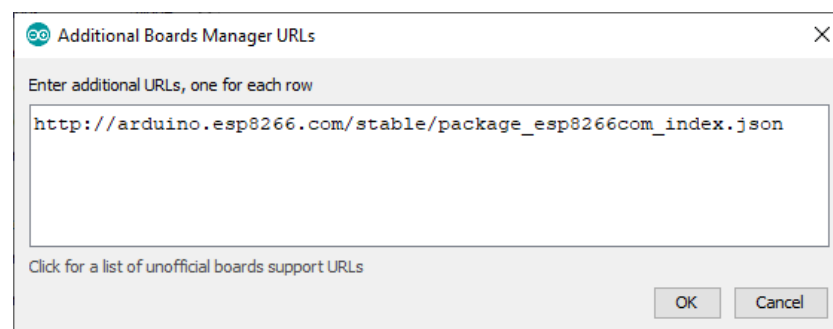 Additional Boards Manager URLs
Enter additional URLs, one for each row
http://arduino.esp8266.com/stable/package_esp8266com_index.json
Click for a list of unofficial boards support URLs
OK Cancel